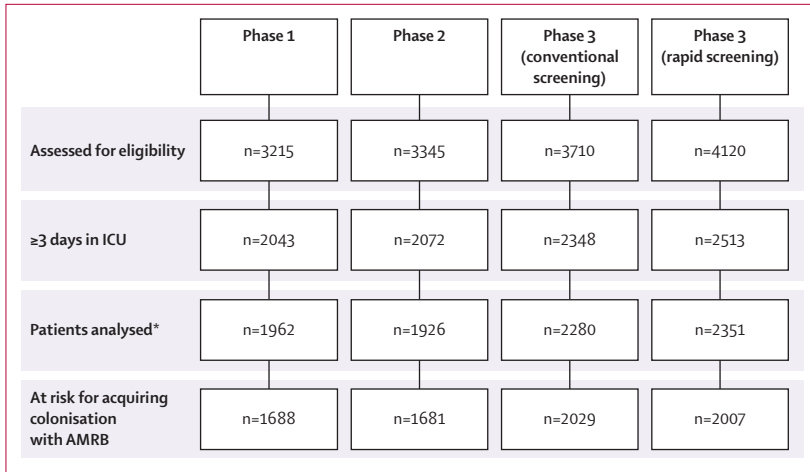 Phase 1
Phase 2
Phase 3
(conventional
screening)
Phase 3
(rapid screening)
Assessed for eligibility
n=3215
n=3345
n=3710
n=4120
≥3 days in ICU
n=2043
n=2072
n=2348
n=2513
Patients analysed*
n=1962
n=1926
n=2280
n=2351
At risk for acquiring
colonisation
with AMRB
n=1688
n=1681
n=2029
n=2007